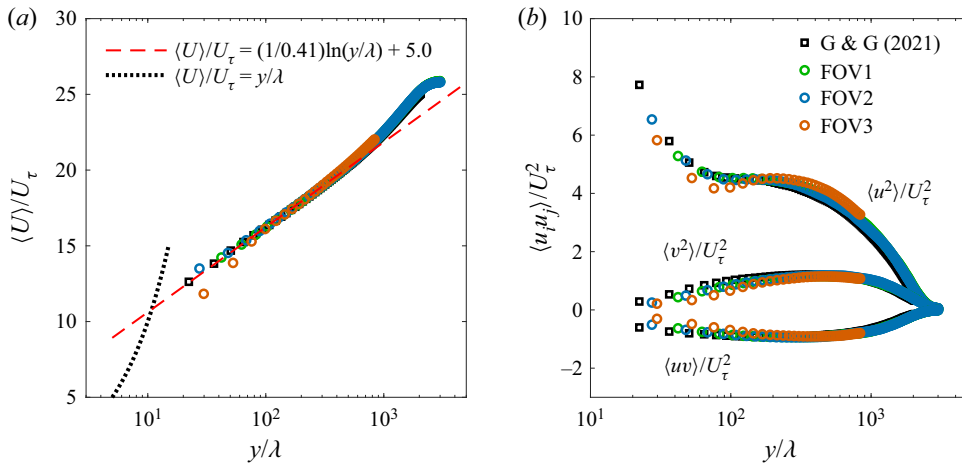 (a)
⟨U⟩/U_τ = (1/0.41)ln(y/λ) + 5.0
⟨U⟩/U_τ = y/λ
30
25
20
15
10
5
10^1
10^2
10^3
⟨U⟩/U_τ
y/λ
(b)
G & G (2021)
FOV1
FOV2
FOV3
10
8
6
4
2
0
−2
10^1
10^2
10^3
⟨u_i u_j⟩/U_τ^2
⟨u^2⟩/U_τ^2
⟨v^2⟩/U_τ^2
⟨uv⟩/U_τ^2
y/λ